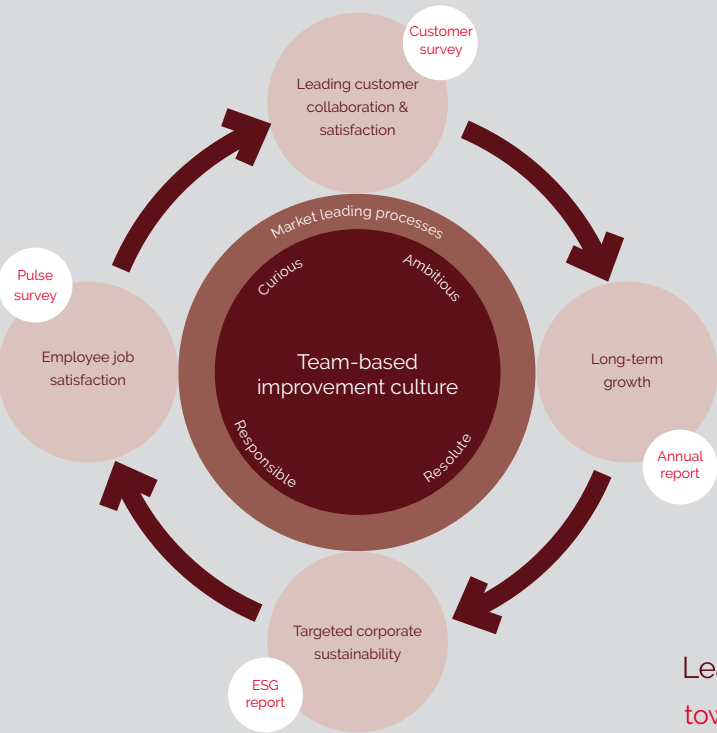 Customer
survey
Leading customer
collaboration &
satisfaction
Market leading processes
Curious
Ambitious
Pulse
survey
Employee job
satisfaction
Team-based
improvement culture
Long-term
growth
Responsible
Resolute
Annual
report
Targeted corporate
sustainability
ESG
report